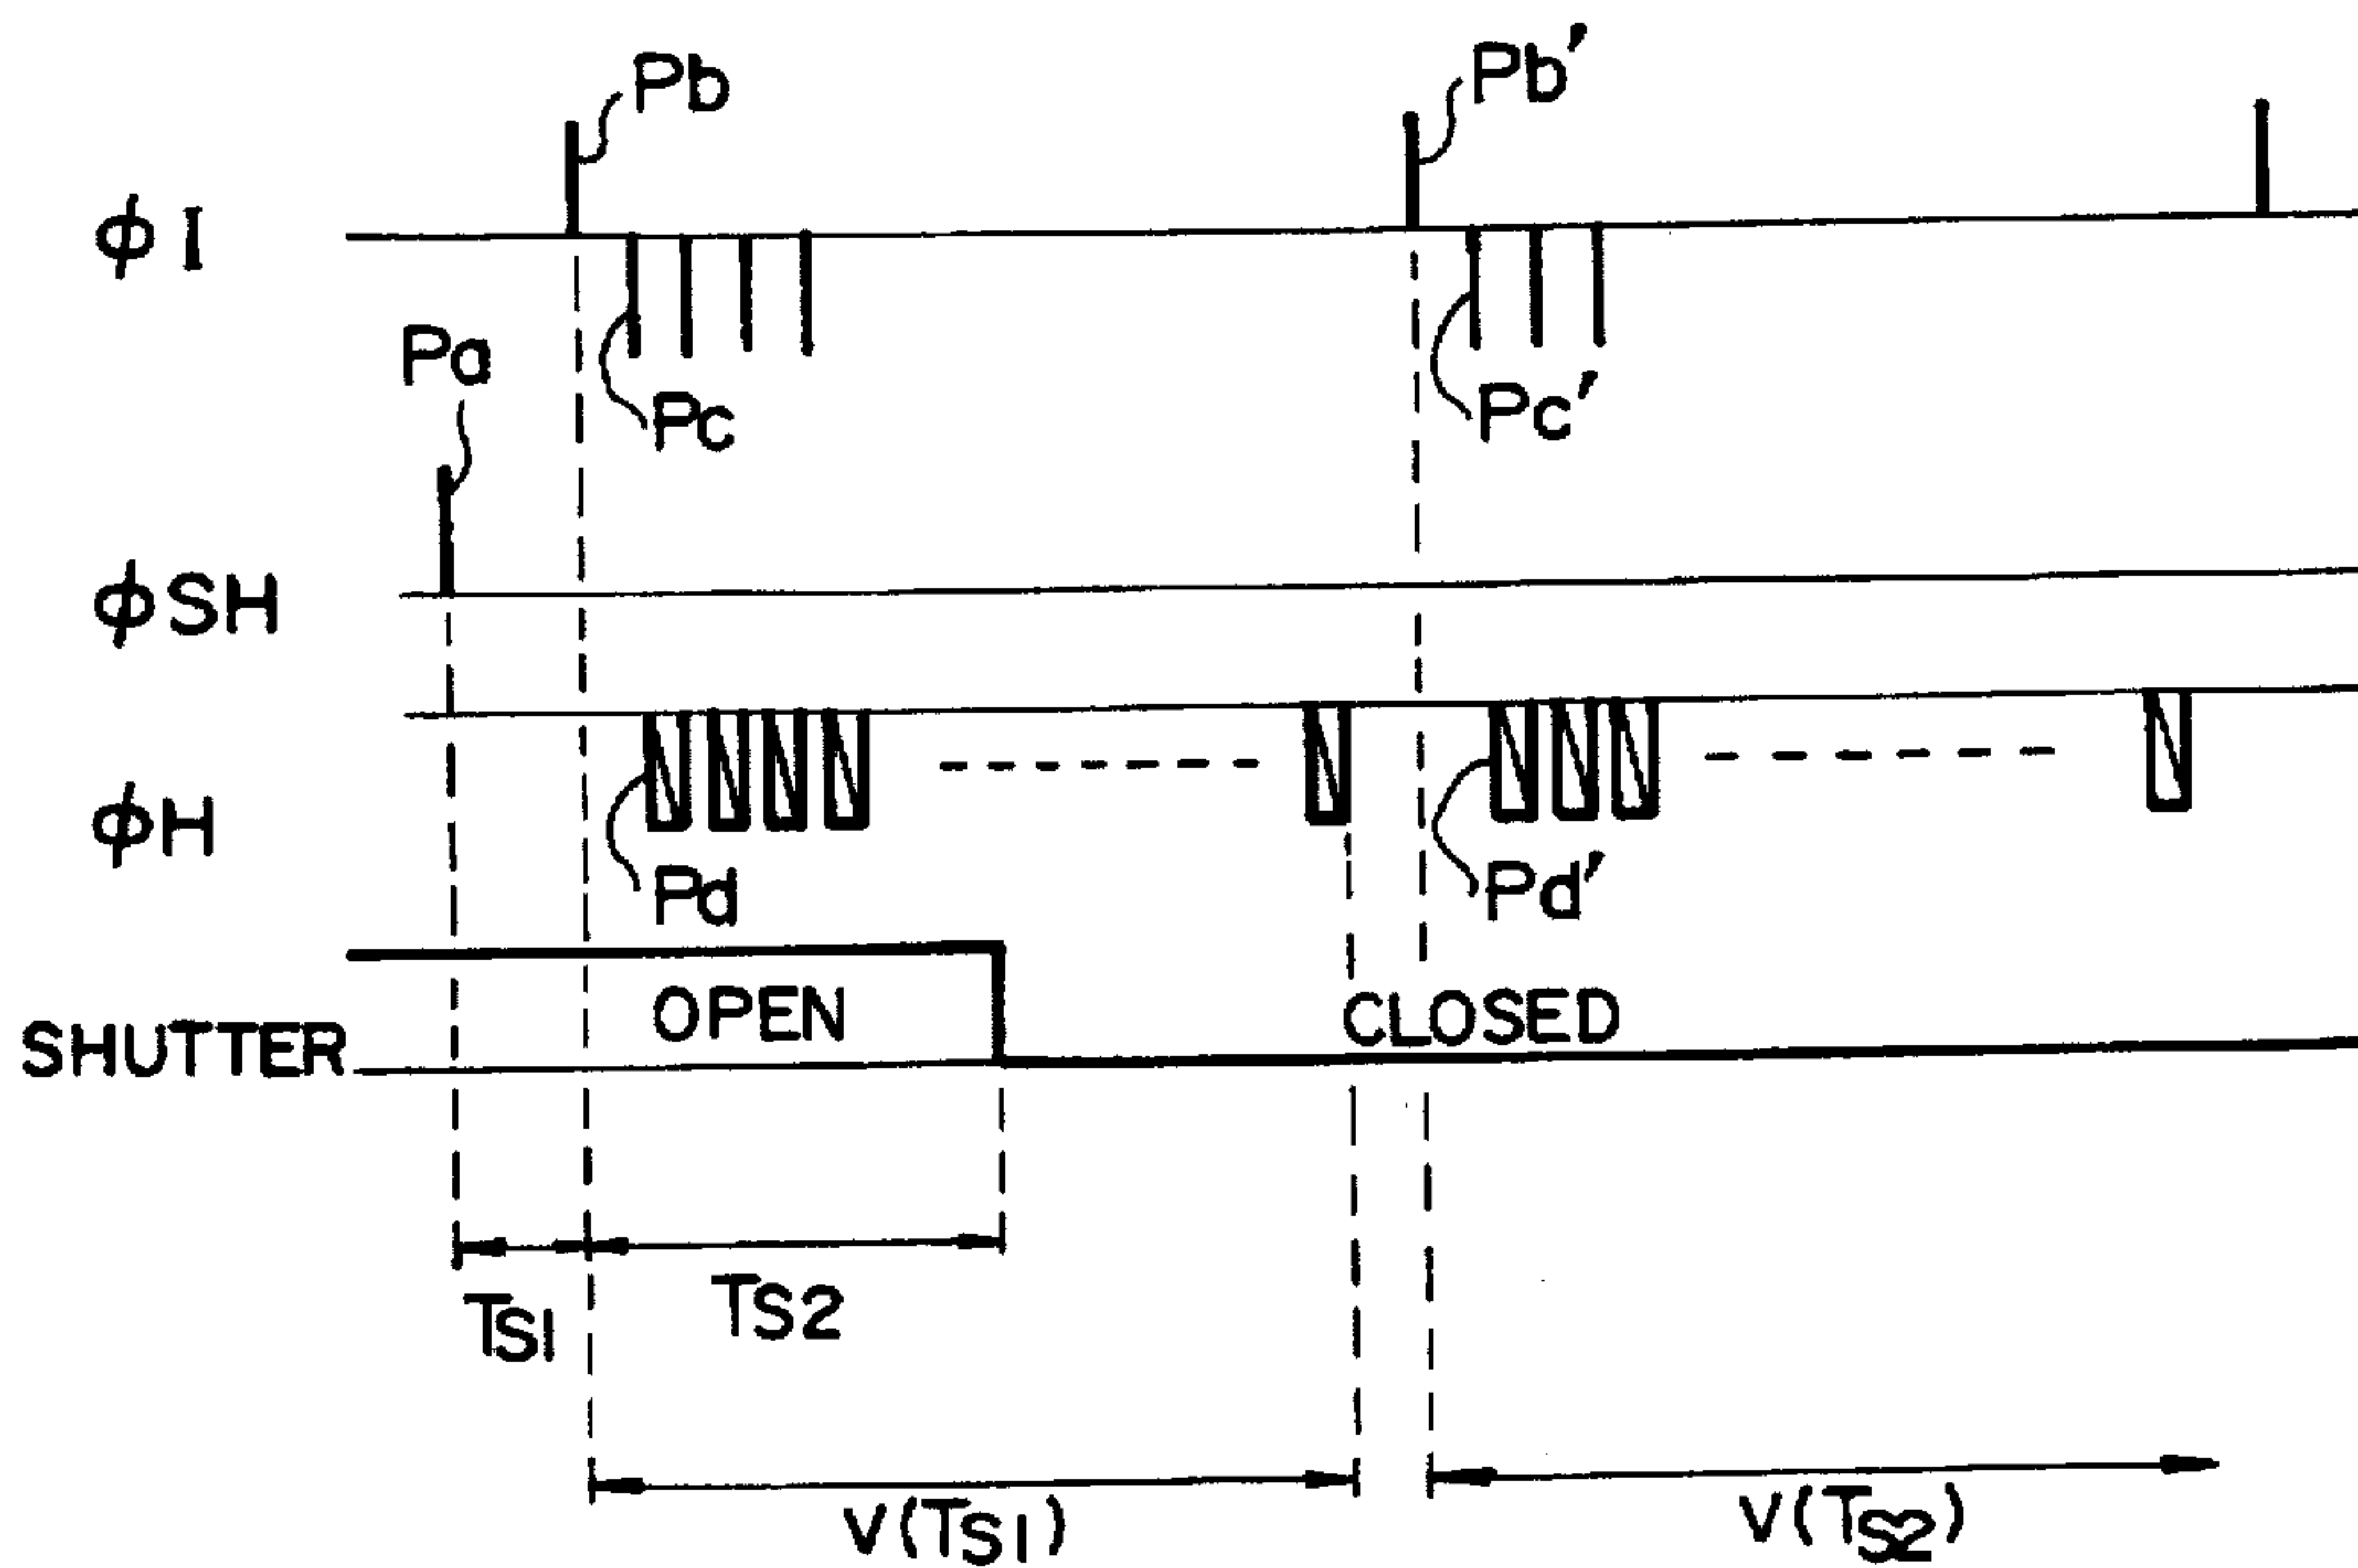 Pb
Pb′
ϕI
Pa
Pc
Pc′
ϕSH
ϕH
Pd
Pd′
OPEN
CLOSED
SHUTTER
TS1
TS2
V(TS1)
V(TS2)